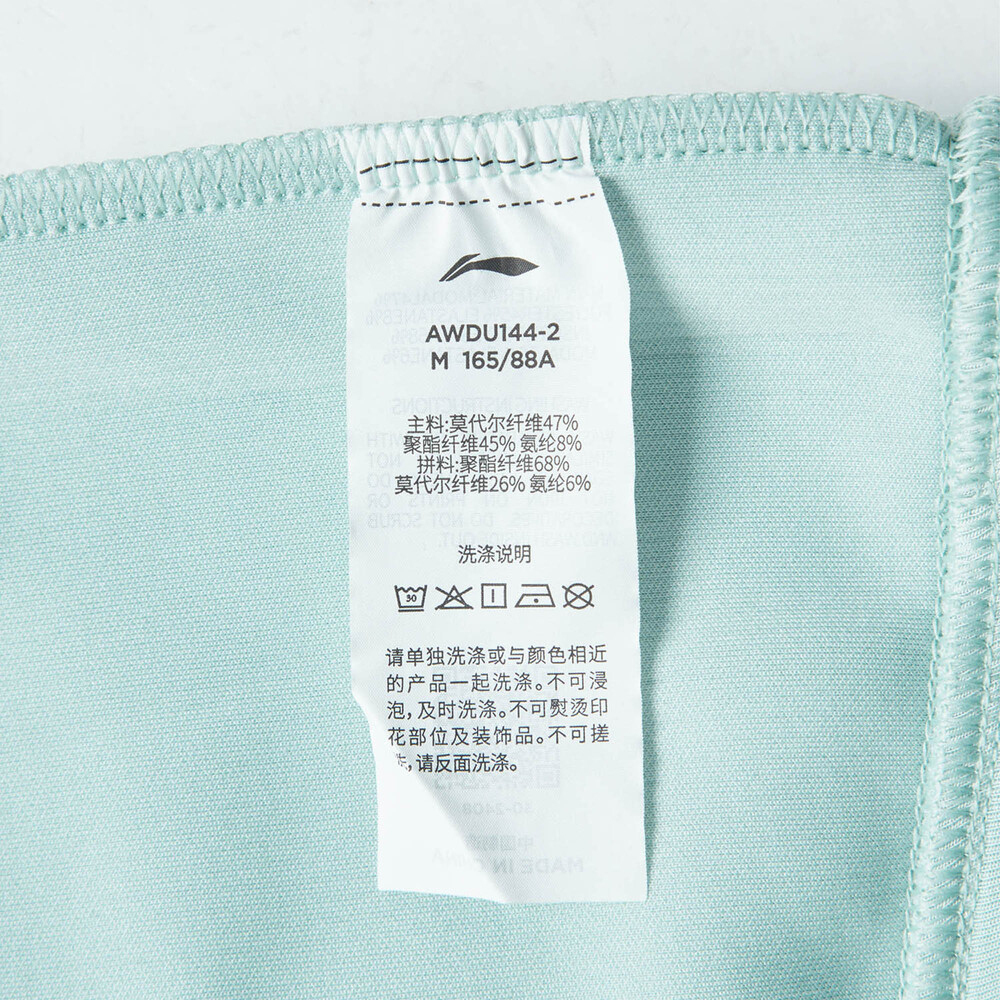 AWDU144-2
M 165/88A
主料:莫代尔纤维47%
聚酯纤维45% 氨纶8%
拼料:聚酯纤维68%
莫代尔纤维26% 氨纶6%
洗涤说明
30
请单独洗涤或与颜色相近
的产品一起洗涤。不可浸
泡,及时洗涤。不可熨烫印
花部位及装饰品。不可搓
洗,请反面洗涤。